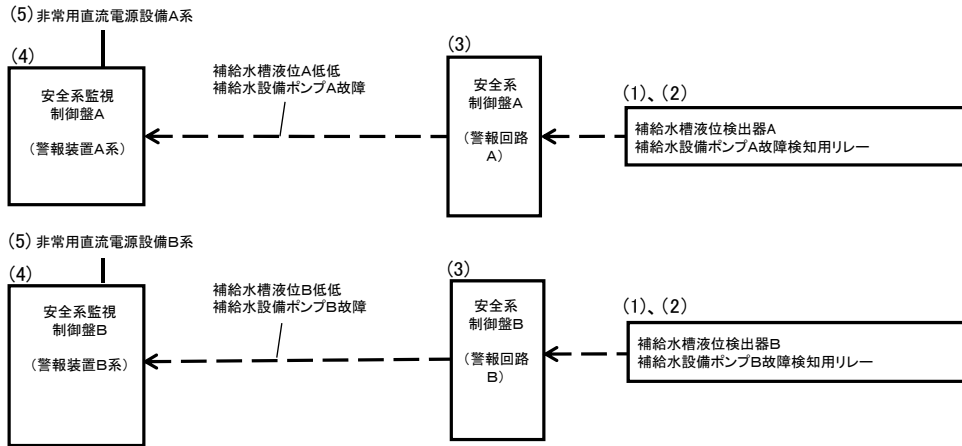 (5) 非常用直流電源設備A系
(4)
安全系監視
制御盤A
（警報装置A系）
補給水槽液位A低低
補給水設備ポンプA故障
(3)
安全系
制御盤A
（警報回路
A）
(1)、(2)
補給水槽液位検出器A
補給水設備ポンプA故障検知用リレー
(5) 非常用直流電源設備B系
(4)
安全系監視
制御盤B
（警報装置B系）
補給水槽液位B低低
補給水設備ポンプB故障
(3)
安全系
制御盤B
（警報回路
B）
(1)、(2)
補給水槽液位検出器B
補給水設備ポンプB故障検知用リレー